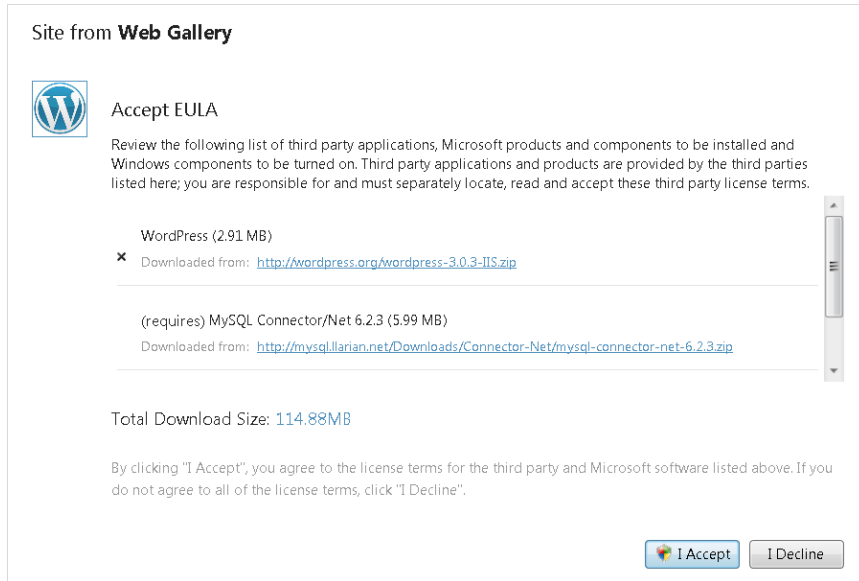 Site from Web Gallery
Accept EULA
Review the following list of third party applications, Microsoft products and components to be installed and
Windows components to be turned on. Third party applications and products are provided by the third parties
listed here; you are responsible for and must separately locate, read and accept these third party license terms.
WordPress (2.91 MB)
Downloaded from: http://wordpress.org/wordpress-3.0.3-IIS.zip
(requires) MySQL Connector/Net 6.2.3 (5.99 MB)
Downloaded from: http://mysql.llarian.net/Downloads/Connector-Net/mysql-connector-net-6.2.3.zip
Total Download Size: 114.88MB
By clicking "I Accept", you agree to the license terms for the third party and Microsoft software listed above. If you
do not agree to all of the license terms, click "I Decline".
I Accept I Decline